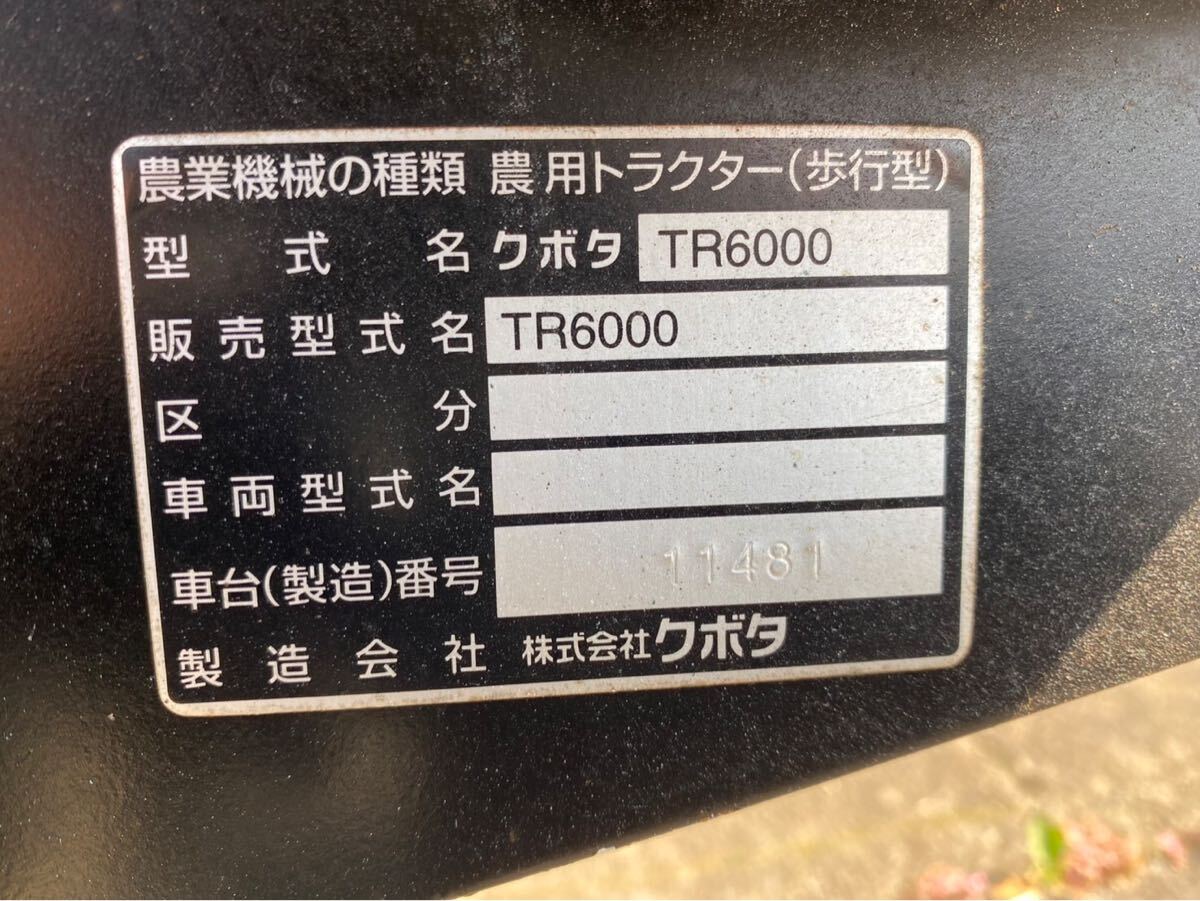 農業機械の種類 農用トラクター(歩行型)
型式名 クボタ TR6000
販売型式名 TR6000
区分
車両型式名
車台(製造)番号 11481
製造会社 株式会社クボタ